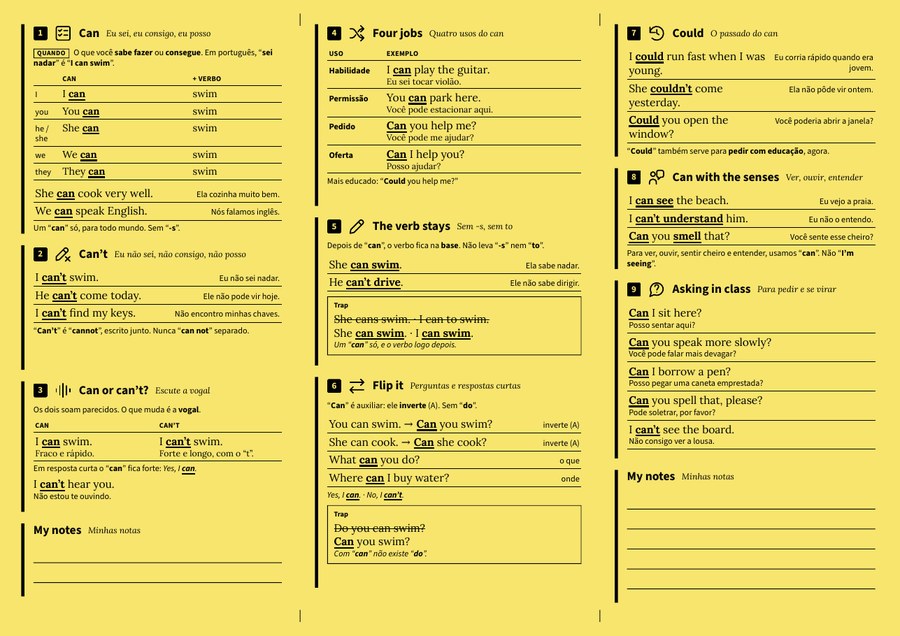 1 Can Eu sei, eu consigo, eu posso
QUANDO O que você sabe fazer ou consegue. Em português, “sei
nadar” é “I can swim”.
CAN + VERBO
I I can swim
you You can swim
he / She can swim
she
we We can swim
they They can swim
She can cook very well. Ela cozinha muito bem.
We can speak English. Nós falamos inglês.
Um “can” só, para todo mundo. Sem “-s”.
2 Can’t Eu não sei, não consigo, não posso
I can’t swim. Eu não sei nadar.
He can’t come today. Ele não pode vir hoje.
I can’t find my keys. Não encontro minhas chaves.
“Can’t” é “cannot”, escrito junto. Nunca “can not” separado.
3 Can or can’t? Escute a vogal
Os dois soam parecidos. O que muda é a vogal.
CAN CAN’T
I can swim. I can’t swim.
Fraco e rápido. Forte e longo, com o “t”.
Em resposta curta o “can” fica forte: Yes, I can.
I can’t hear you.
Não estou te ouvindo.
My notes Minhas notas
4 Four jobs Quatro usos do can
USO EXEMPLO
Habilidade I can play the guitar.
Eu sei tocar violão.
Permissão You can park here.
Você pode estacionar aqui.
Pedido Can you help me?
Você pode me ajudar?
Oferta Can I help you?
Posso ajudar?
Mais educado: “Could you help me?”
5 The verb stays Sem -s, sem to
Depois de “can”, o verbo fica na base. Não leva “-s” nem “to”.
She can swim. Ela sabe nadar.
He can’t drive. Ele não sabe dirigir.
Trap
She cans swim. · I can to swim.
She can swim. · I can swim.
Um “can” só, e o verbo logo depois.
6 Flip it Perguntas e respostas curtas
“Can” é auxiliar: ele inverte (A). Sem “do”.
You can swim. → Can you swim? inverte (A)
She can cook. → Can she cook? inverte (A)
What can you do? o que
Where can I buy water? onde
Yes, I can. · No, I can’t.
Trap
Do you can swim?
Can you swim?
Com “can” não existe “do”.
7 Could O passado do can
I could run fast when I was Eu corria rápido quando era
young. jovem.
She couldn’t come Ela não pôde vir ontem.
yesterday.
Could you open the Você poderia abrir a janela?
window?
“Could” também serve para pedir com educação, agora.
8 Can with the senses Ver, ouvir, entender
I can see the beach. Eu vejo a praia.
I can’t understand him. Eu não o entendo.
Can you smell that? Você sente esse cheiro?
Para ver, ouvir, sentir cheiro e entender, usamos “can”. Não “I’m
seeing”.
9 Asking in class Para pedir e se virar
Can I sit here?
Posso sentar aqui?
Can you speak more slowly?
Você pode falar mais devagar?
Can I borrow a pen?
Posso pegar uma caneta emprestada?
Can you spell that, please?
Pode soletrar, por favor?
I can’t see the board.
Não consigo ver a lousa.
My notes Minhas notas